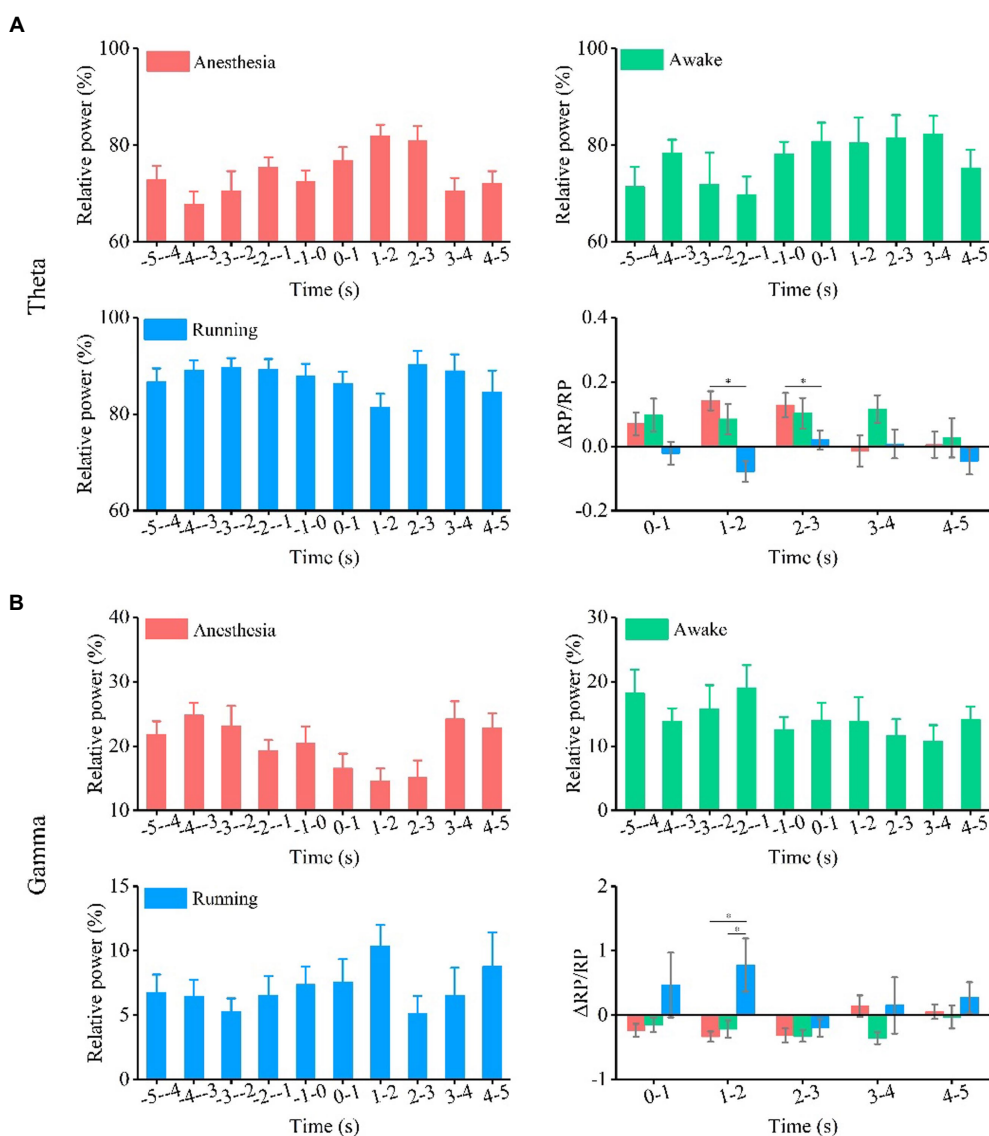 A
Theta
Relative power (%)
100
80
60
Anesthesia
-5--4 -4--3 -3--2 -2--1 -1-0 0-1 1-2 2-3 3-4 4-5
Time (s)
Relative power (%)
100
80
60
Awake
-5--4 -4--3 -3--2 -2--1 -1-0 0-1 1-2 2-3 3-4 4-5
Time (s)
Relative power (%)
100
80
60
Running
-5--4 -4--3 -3--2 -2--1 -1-0 0-1 1-2 2-3 3-4 4-5
Time (s)
ΔRP/RP
0.4
0.2
0.0
-0.2
* *
0-1 1-2 2-3 3-4 4-5
Time (s)
B
Gamma
Relative power (%)
40
30
20
10
Anesthesia
-5--4 -4--3 -3--2 -2--1 -1-0 0-1 1-2 2-3 3-4 4-5
Time (s)
Relative power (%)
30
20
10
0
Awake
-5--4 -4--3 -3--2 -2--1 -1-0 0-1 1-2 2-3 3-4 4-5
Time (s)
Relative power (%)
15
10
5
0
Running
-5--4 -4--3 -3--2 -2--1 -1-0 0-1 1-2 2-3 3-4 4-5
Time (s)
ΔRP/RP
2
1
0
-1
*
*
0-1 1-2 2-3 3-4 4-5
Time (s)